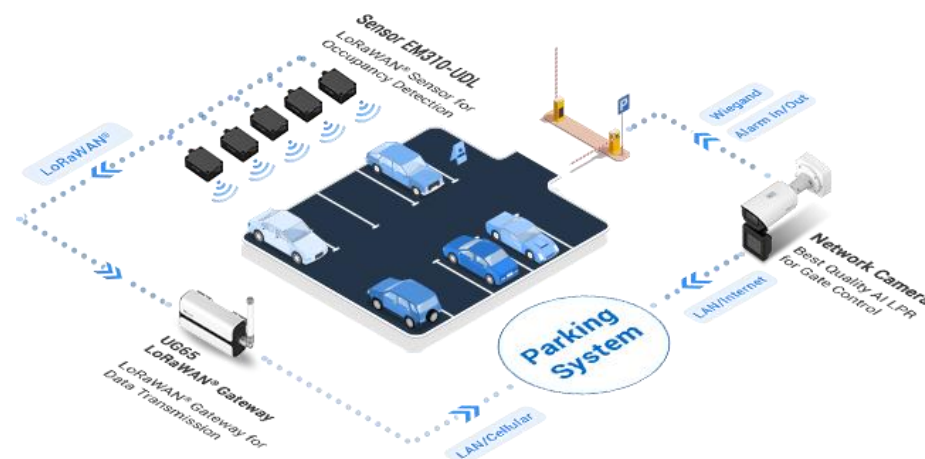 Sensor EM310-UDL
LoRaWAN® Sensor for
Occupancy Detection
LoRaWAN®
Wiegand
Alarm in/Out
P
Network Camera
Best Quality AI LPR
for Gate Control
LAN/Internet
Parking
System
UG65
LoRaWAN® Gateway
LoRaWAN® Gateway for
Data Transmission
LAN/Cellular